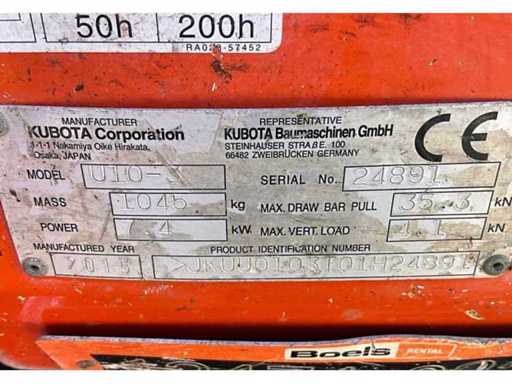 50h 200h
RA028-57452
MANUFACTURER
KUBOTA Corporation
1-1-1 Nakamiya Oike Hirakata,
Osaka, JAPAN
REPRESENTATIVE
KUBOTA Baumaschinen GmbH
STEINHAUSER STRAßE 100
66482 ZWEIBRÜCKEN GERMANY
CE
MODEL U10- SERIAL No. 24891
MASS 1045 kg MAX. DRAW BAR PULL kN
POWER kW MAX. VERT. LOAD kN
MANUFACTURED YEAR PRODUCT IDENTIFICATION NUMBER
2015
Boels RENTAL